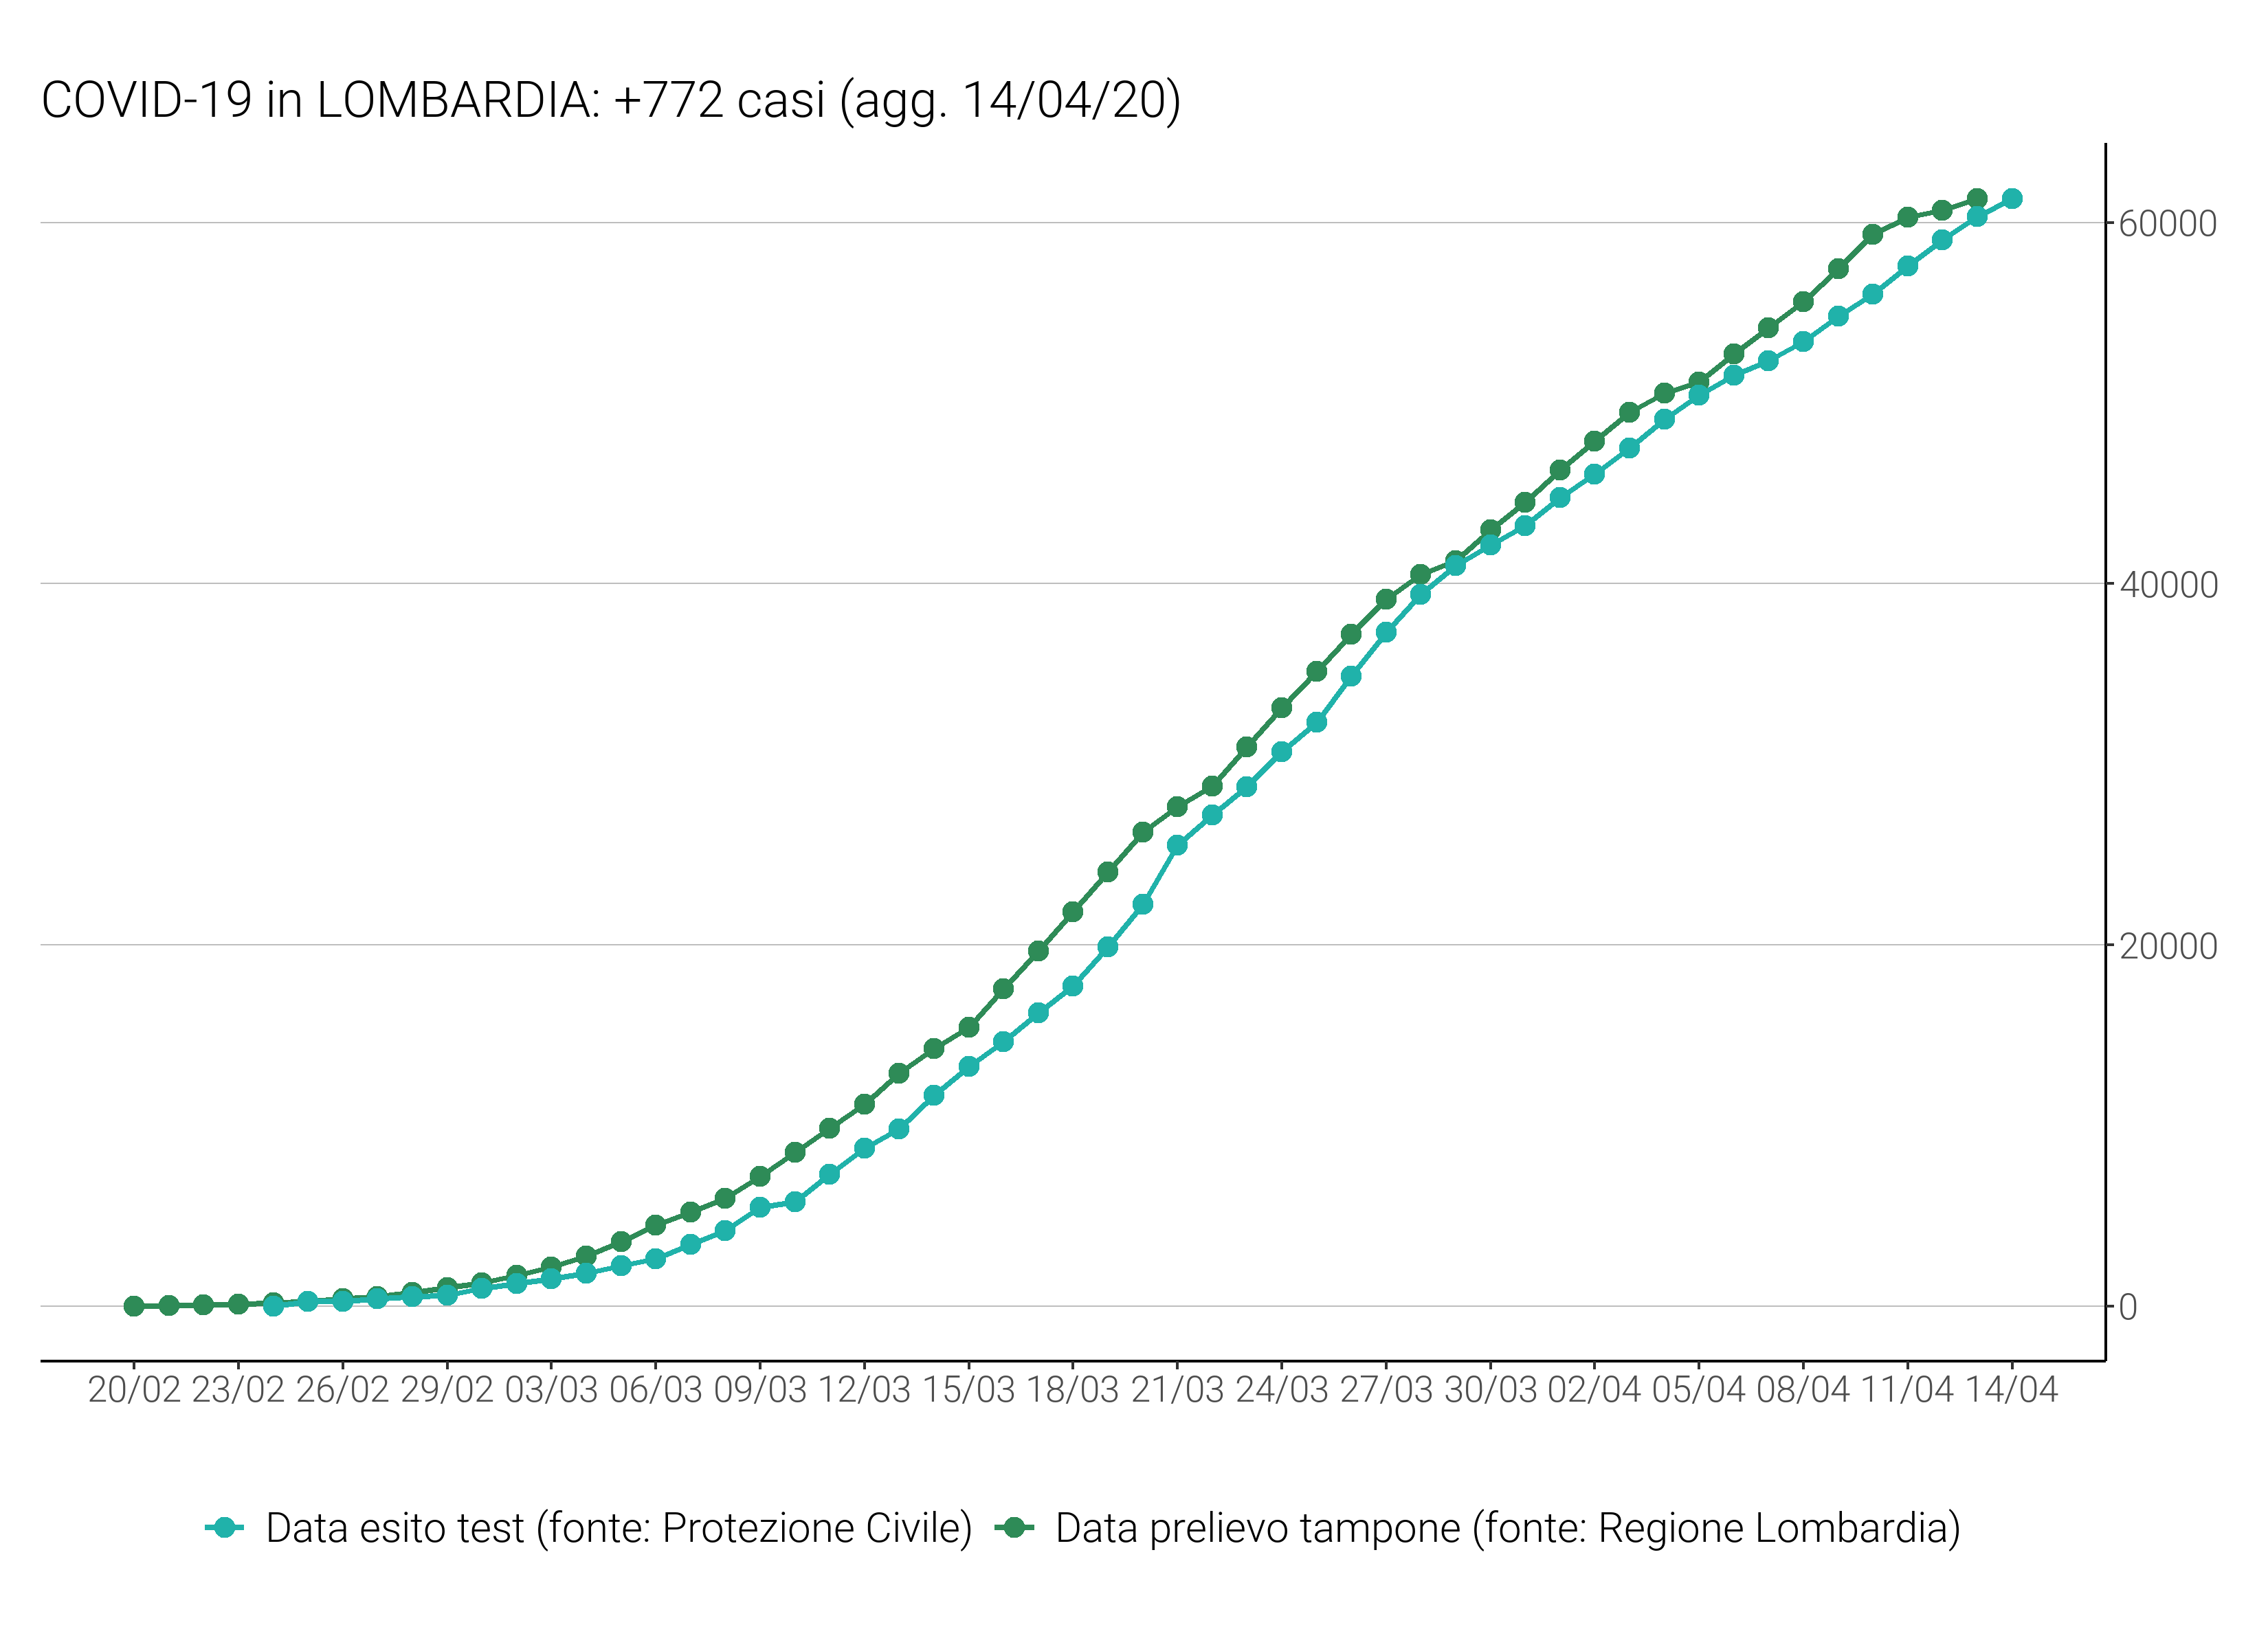 COVID-19 in LOMBARDIA: +772 casi (agg. 14/04/20)
60000
40000
20000
0
20/02 23/02 26/02 29/02 03/03 06/03 09/03 12/03 15/03 18/03 21/03 24/03 27/03 30/03 02/04 05/04 08/04 11/04 14/04
Data esito test (fonte: Protezione Civile) Data prelievo tampone (fonte: Regione Lombardia)